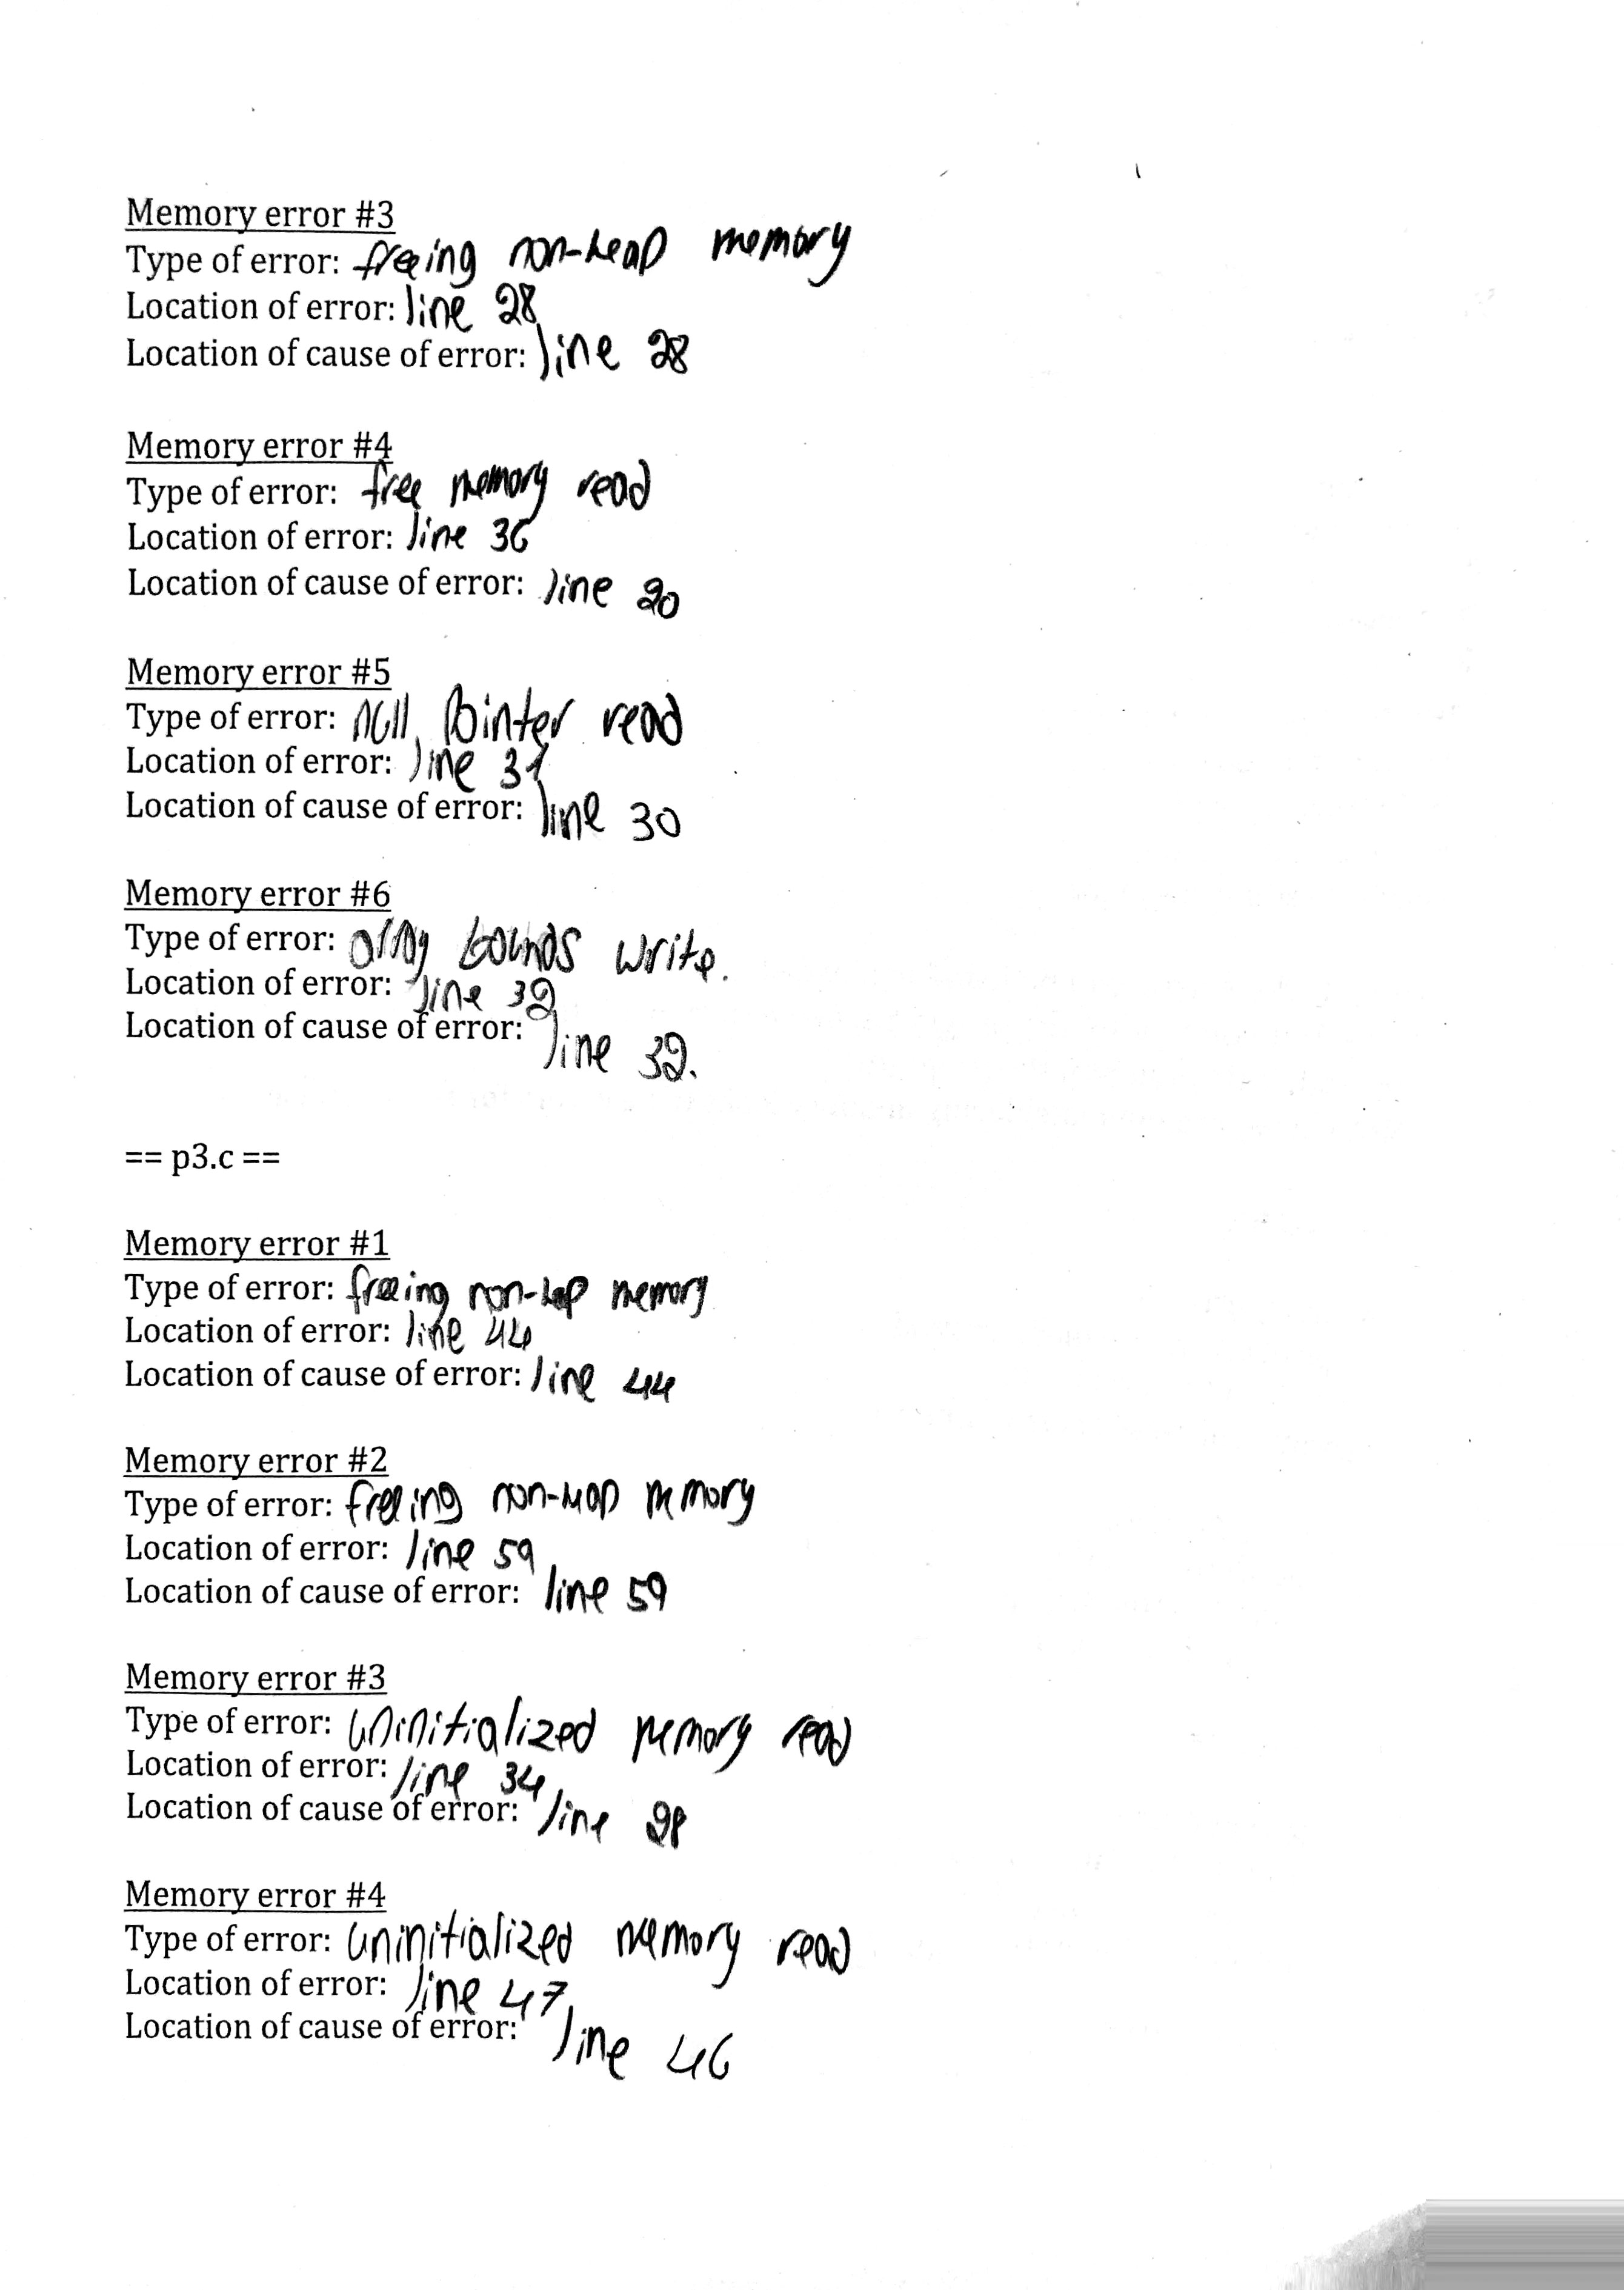 Memory error #3
Type of error: freeing non-heap memory
Location of error: line 28
Location of cause of error: line 28
Memory error #4
Type of error: free memory read
Location of error: line 36
Location of cause of error: line 20
Memory error #5
Type of error: null pointer read
Location of error: line 31
Location of cause of error: line 30
Memory error #6
Type of error: array bounds write.
Location of error: line 32
Location of cause of error: line 32.
== p3.c ==
Memory error #1
Type of error: freeing non-heap memory
Location of error: line 44
Location of cause of error: line 44
Memory error #2
Type of error: freeing non-heap memory
Location of error: line 59
Location of cause of error: line 59
Memory error #3
Type of error: uninitialized memory read
Location of error: line 34
Location of cause of error: line
Memory error #4
Type of error: uninitialized memory read
Location of error: line 47
Location of cause of error: line 46